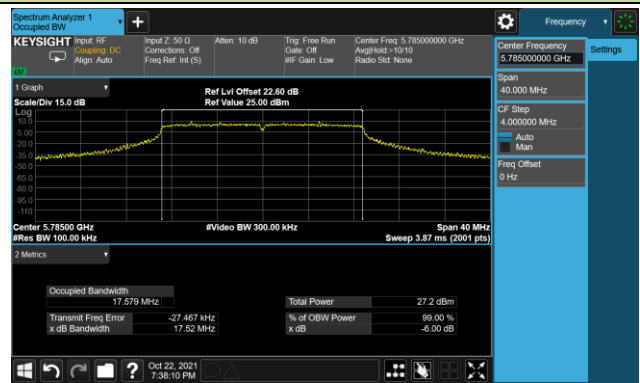 Spectrum Analyzer 1
Occupied BW
+
Frequency
KEYSIGHT
Input: RF
Coupling: DC
Align: Auto
Input Z: 50 Ω
Corrections: Off
Freq Ref: Int (S)
Atten: 10 dB
Trig: Free Run
Gate: Off
#IF Gain: Low
Center Freq: 5.785000000 GHz
Avg|Hold:>10/10
Radio Std: None
Center Frequency
5.785000000 GHz
Settings
Span
40.000 MHz
CF Step
4.000000 MHz
Auto
Man
Freq Offset
0 Hz
1 Graph
Scale/Div 15.0 dB
Ref Lvl Offset 22.60 dB
Ref Value 25.00 dBm
Log
10.0
-5.00
-20.0
-35.0
-50.0
-65.0
-80.0
-95.0
-110
Center 5.78500 GHz
#Res BW 100.00 kHz
#Video BW 300.00 kHz
Span 40 MHz
Sweep 3.87 ms (2001 pts)
2 Metrics
Occupied Bandwidth
17.579 MHz
Total Power 27.2 dBm
Transmit Freq Error -27.467 kHz
% of OBW Power 99.00 %
x dB Bandwidth 17.52 MHz
x dB -6.00 dB
?
Oct 22, 2021
7:38:10 PM